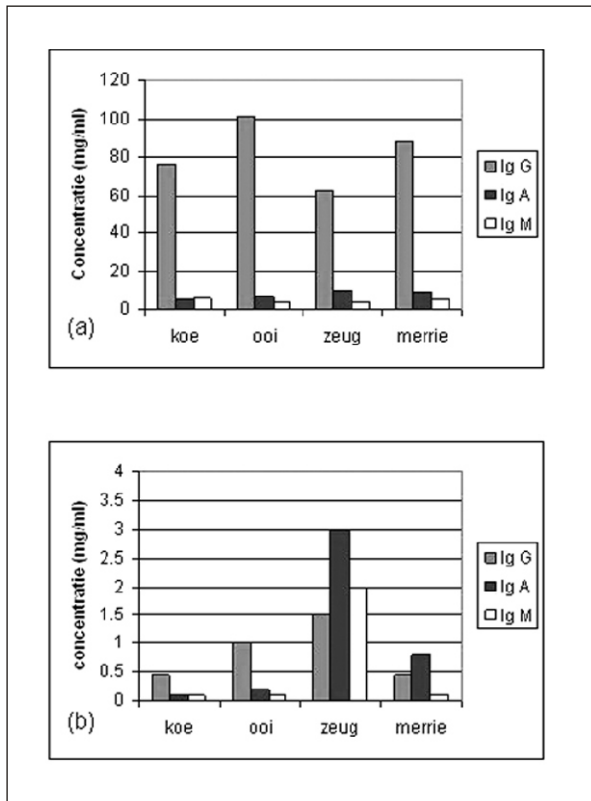 120
100
80
60
40
20
0
Concentratie (mg/ml)
koe ooi zeug merrie
Ig G
Ig A
Ig M
(a)
4
3.5
3
2.5
2
1.5
1
0.5
0
concentratie (mg/ml)
koe ooi zeug merrie
Ig G
Ig A
Ig M
(b)